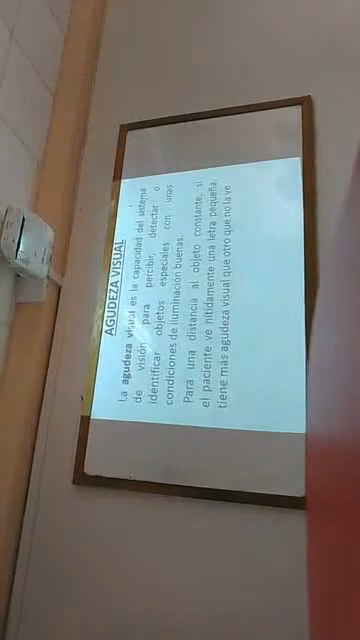 AGUDEZA VISUAL
La agudeza visual es la capacidad del sistema
de visión para percibir, detectar o
identificar objetos especiales con unas
condiciones de iluminación buenas.
Para una distancia al objeto constante, si
el paciente ve nitidamente una letra pequeña,
tiene más agudeza visual que otro que no la ve